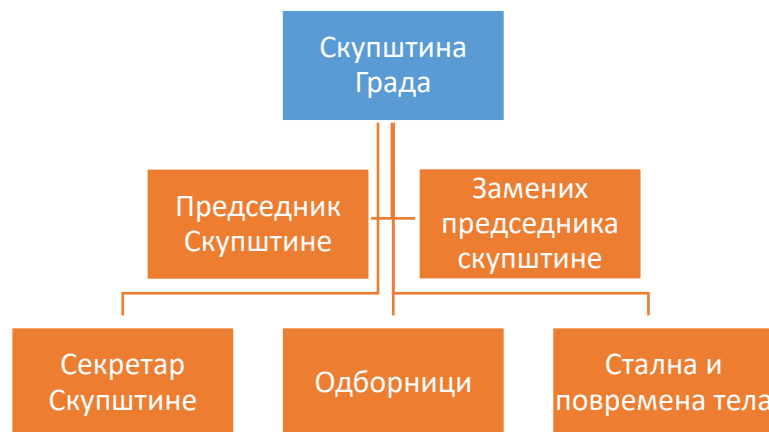 Скупштина
Града
Председник
Скупштине
Замених
председника
скупштине
Секретар
Скупштине
Одборници
Стална и
повремена тела